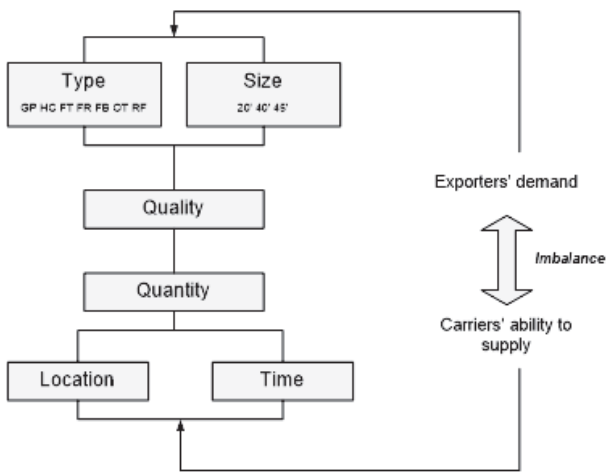 Type
GP HC FT FR FB OT RF
Size
20' 40' 45'
Quality
Quantity
Location
Time
Exporters' demand
Imbalance
Carriers' ability to
supply